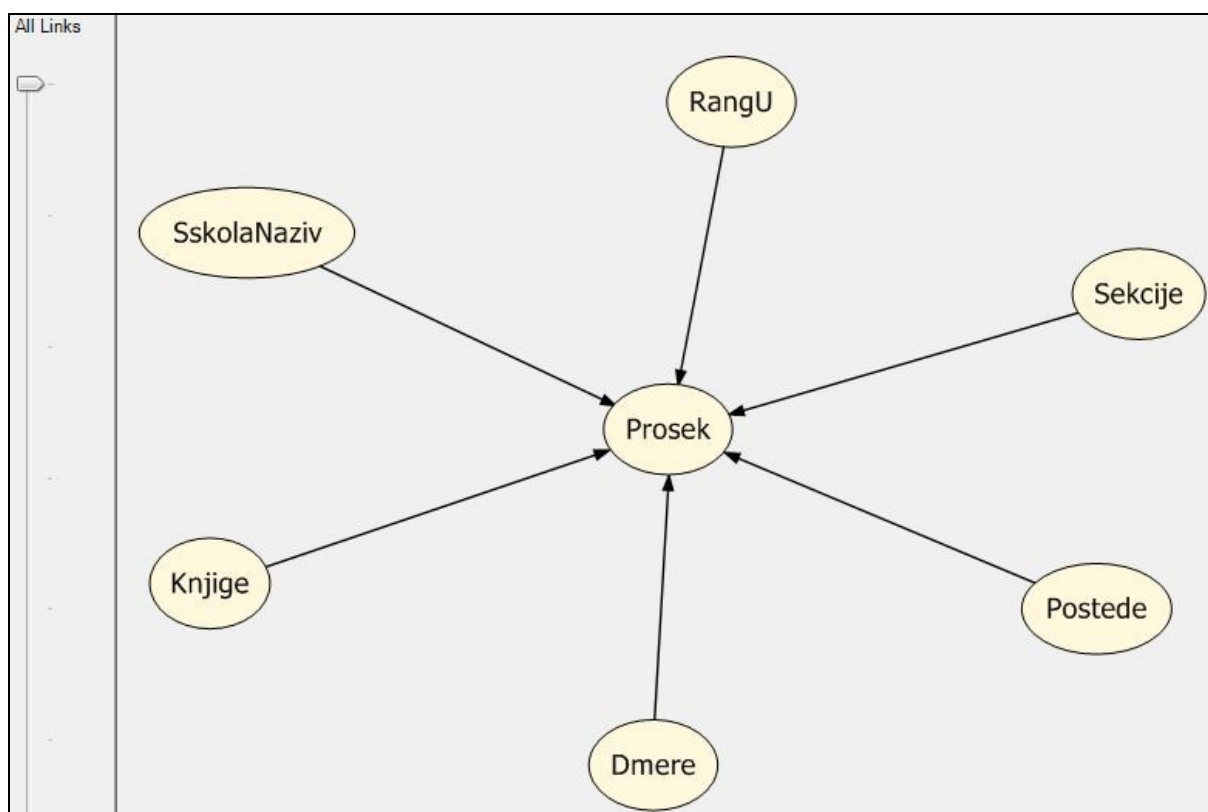 All Links
RangU
SskolaNaziv
Sekcije
Prosek
Knjige
Postede
Dmere